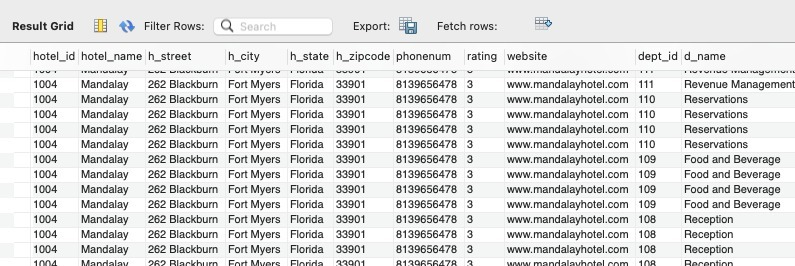 Result Grid Filter Rows: Search Export: Fetch rows:
hotel_id hotel_name h_street h_city h_state h_zipcode phonenum rating website dept_id d_name
1004 Mandalay 262 Blackburn Fort Myers Florida 33901 8139656478 3 www.mandalayhotel.com 111 Revenue Management
1004 Mandalay 262 Blackburn Fort Myers Florida 33901 8139656478 3 www.mandalayhotel.com 111 Revenue Management
1004 Mandalay 262 Blackburn Fort Myers Florida 33901 8139656478 3 www.mandalayhotel.com 110 Reservations
1004 Mandalay 262 Blackburn Fort Myers Florida 33901 8139656478 3 www.mandalayhotel.com 110 Reservations
1004 Mandalay 262 Blackburn Fort Myers Florida 33901 8139656478 3 www.mandalayhotel.com 110 Reservations
1004 Mandalay 262 Blackburn Fort Myers Florida 33901 8139656478 3 www.mandalayhotel.com 110 Reservations
1004 Mandalay 262 Blackburn Fort Myers Florida 33901 8139656478 3 www.mandalayhotel.com 109 Food and Beverage
1004 Mandalay 262 Blackburn Fort Myers Florida 33901 8139656478 3 www.mandalayhotel.com 109 Food and Beverage
1004 Mandalay 262 Blackburn Fort Myers Florida 33901 8139656478 3 www.mandalayhotel.com 109 Food and Beverage
1004 Mandalay 262 Blackburn Fort Myers Florida 33901 8139656478 3 www.mandalayhotel.com 109 Food and Beverage
1004 Mandalay 262 Blackburn Fort Myers Florida 33901 8139656478 3 www.mandalayhotel.com 108 Reception
1004 Mandalay 262 Blackburn Fort Myers Florida 33901 8139656478 3 www.mandalayhotel.com 108 Reception
1004 Mandalay 262 Blackburn Fort Myers Florida 33901 8139656478 3 www.mandalayhotel.com 108 Reception
1004 Mandalay 262 Blackburn Fort Myers Florida 33901 8139656478 3 www.mandalayhotel.com 108 Reception